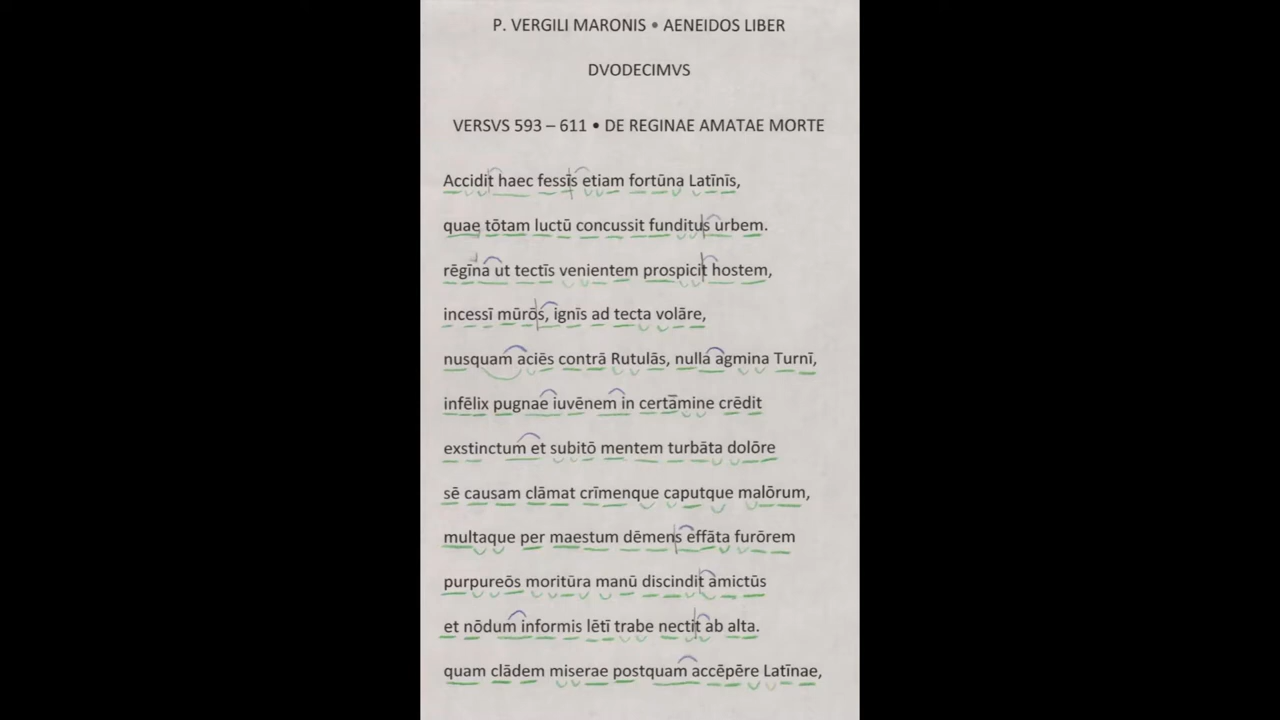 P. VERGILI MARONIS • AENEIDOS LIBER
DVODECIMVS
VERSVS 593 – 611 • DE REGINAE AMATAE MORTE
Accidit haec fessīs etiam fortūna Latīnīs,
quae tōtam luctū concussit funditus urbem.
rēgīna ut tectīs venientem prospicit hostem,
incessī mūrōs, ignīs ad tecta volāre,
nusquam aciēs contrā Rutulās, nulla agmina Turnī,
infēlix pugnae iuvēnem in certāmine crēdit
exstinctum et subitō mentem turbāta dolōre
sē causam clāmat crīmenque caputque malōrum,
multaque per maestum dēmens effāta furōrem
purpureōs moritūra manū discindit amictūs
et nōdum informis lētī trabe nectit ab alta.
quam clādem miserae postquam accēpēre Latīnae,